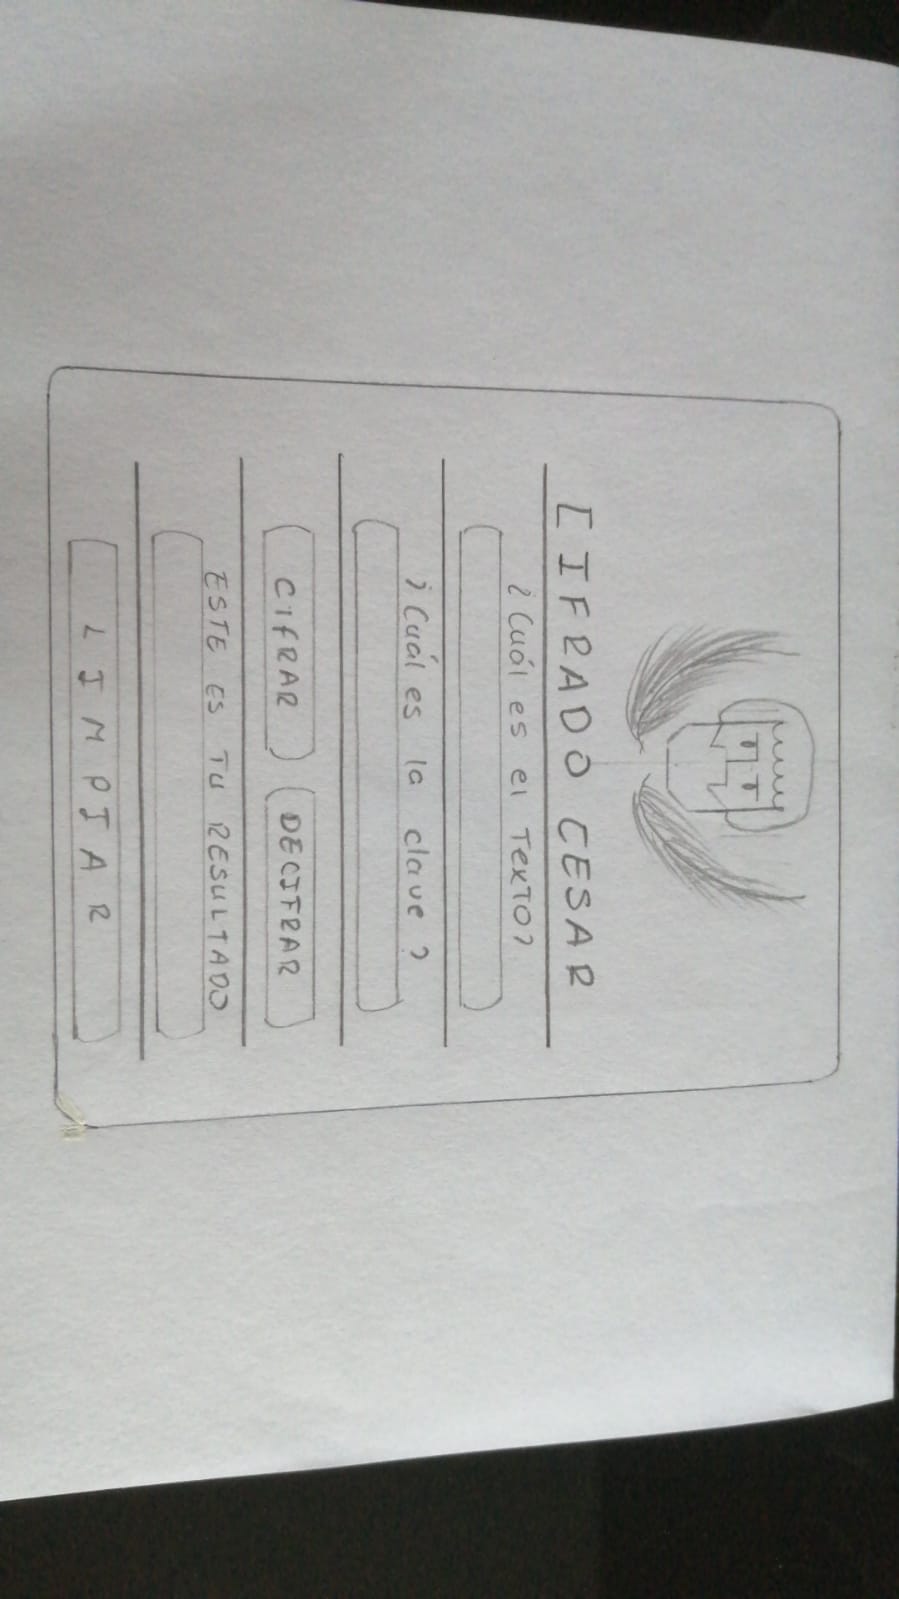 CIFRADO CESAR
¿Cuál es el TexTO?
¿Cuál es la clave?
CIFRAR DECIFRAR
ESTE ES TU RESULTADO
LIMPIAR